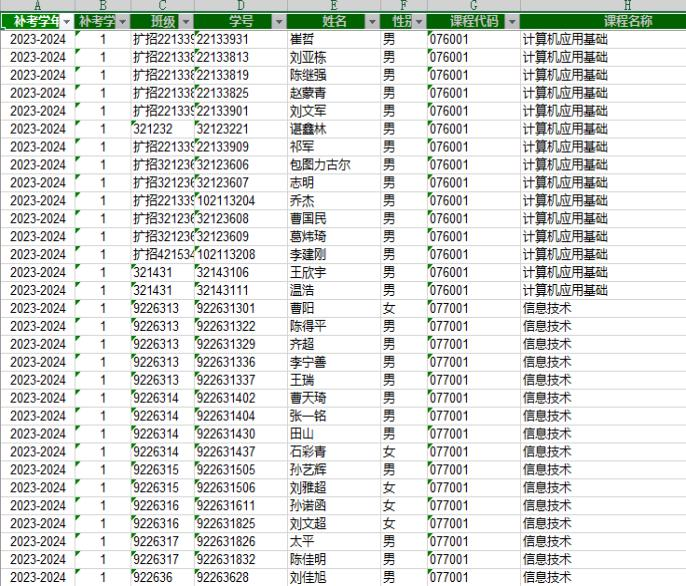 A B C D E F G H
补考学年 补考学 班级 学号 姓名 性别 课程代码 课程名称
2023-2024 1 扩招221339 22133931 崔哲 男 076001 计算机应用基础
2023-2024 1 扩招221338 22133813 刘亚栋 男 076001 计算机应用基础
2023-2024 1 扩招221338 22133819 陈继强 男 076001 计算机应用基础
2023-2024 1 扩招221338 22133825 赵蒙青 男 076001 计算机应用基础
2023-2024 1 扩招221339 22133901 刘文军 男 076001 计算机应用基础
2023-2024 1 321232 32123221 谌鑫林 男 076001 计算机应用基础
2023-2024 1 扩招221339 22133909 祁军 男 076001 计算机应用基础
2023-2024 1 扩招321236 32123606 包图力古尔 男 076001 计算机应用基础
2023-2024 1 扩招321236 32123607 志明 男 076001 计算机应用基础
2023-2024 1 扩招221339 102113204 乔杰 男 076001 计算机应用基础
2023-2024 1 扩招321236 32123608 曹国民 男 076001 计算机应用基础
2023-2024 1 扩招321236 32123609 葛炜琦 男 076001 计算机应用基础
2023-2024 1 扩招421534 102113208 李建刚 男 076001 计算机应用基础
2023-2024 1 321431 32143106 王欣宇 男 076001 计算机应用基础
2023-2024 1 321431 32143111 温浩 男 076001 计算机应用基础
2023-2024 1 9226313 922631301 曹阳 女 077001 信息技术
2023-2024 1 9226313 922631322 陈得平 男 077001 信息技术
2023-2024 1 9226313 922631329 齐超 男 077001 信息技术
2023-2024 1 9226313 922631336 李宁善 男 077001 信息技术
2023-2024 1 9226313 922631337 王瑞 男 077001 信息技术
2023-2024 1 9226314 922631402 曹天琦 男 077001 信息技术
2023-2024 1 9226314 922631404 张一铭 男 077001 信息技术
2023-2024 1 9226314 922631430 田山 男 077001 信息技术
2023-2024 1 9226314 922631437 石彩青 女 077001 信息技术
2023-2024 1 9226315 922631505 孙艺辉 男 077001 信息技术
2023-2024 1 9226315 922631506 刘雅超 女 077001 信息技术
2023-2024 1 9226316 922631611 孙诺函 女 077001 信息技术
2023-2024 1 9226316 922631825 刘文超 女 077001 信息技术
2023-2024 1 9226317 922631826 太平 男 077001 信息技术
2023-2024 1 9226317 922631832 陈佳明 男 077001 信息技术
2023-2024 1 922636 92263628 刘佳旭 男 077001 信息技术